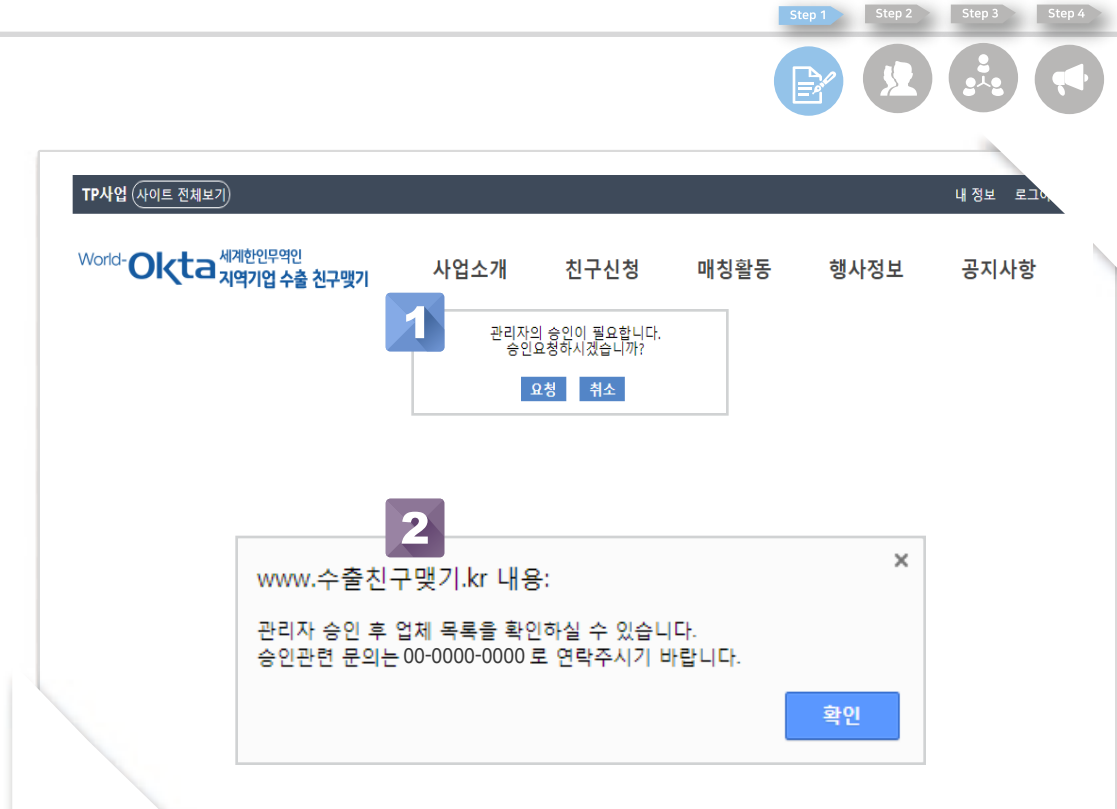 Step 1 Step 2 Step 3 Step 4
TP사업 사이트 전체보기 내 정보
World-Okta 세계한인무역인
지역기업 수출 친구맺기
사업소개 친구신청 매칭활동 행사정보 공지사항
1
관리자의 승인이 필요합니다.
승인요청하시겠습니까?
요청 취소
2
www.수출친구맺기.kr 내용:
관리자 승인 후 업체 목록을 확인하실 수 있습니다.
승인관련 문의는 00-0000-0000 로 연락주시기 바랍니다.
확인